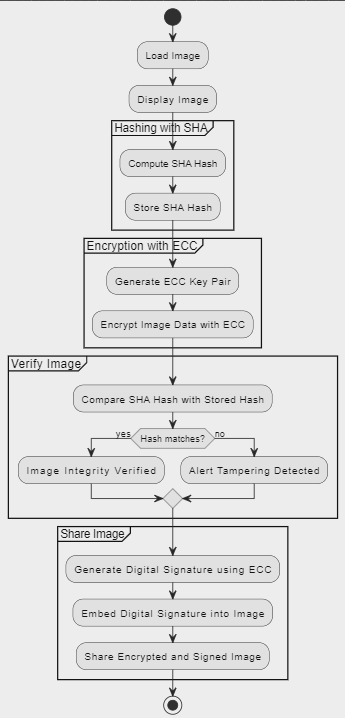 Load Image
Display Image
Hashing with SHA
Compute SHA Hash
Store SHA Hash
Encryption with ECC
Generate ECC Key Pair
Encrypt Image Data with ECC
Verify Image
Compare SHA Hash with Stored Hash
yes
Hash matches?
no
Image Integrity Verified
Alert Tampering Detected
Share Image
Generate Digital Signature using ECC
Embed Digital Signature into Image
Share Encrypted and Signed Image